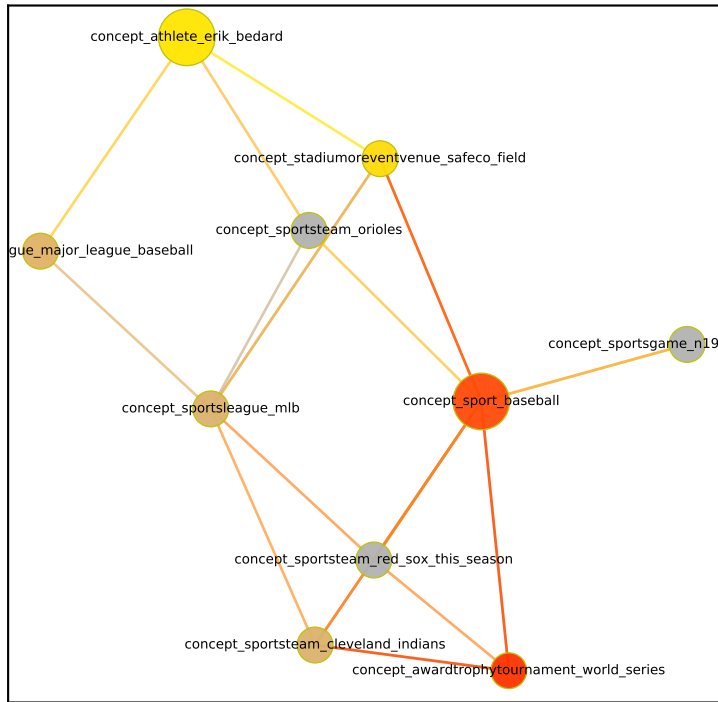 concept_athlete_erik_bedard
concept_stadiumoreventvenue_safeco_field
concept_sportsteam_orioles
gue_major_league_baseball
concept_sportsgame_n19
concept_sport_baseball
concept_sportsleague_mlb
concept_sportsteam_red_sox_this_season
concept_sportsteam_cleveland_indians
concept_awardtrophytournament_world_series